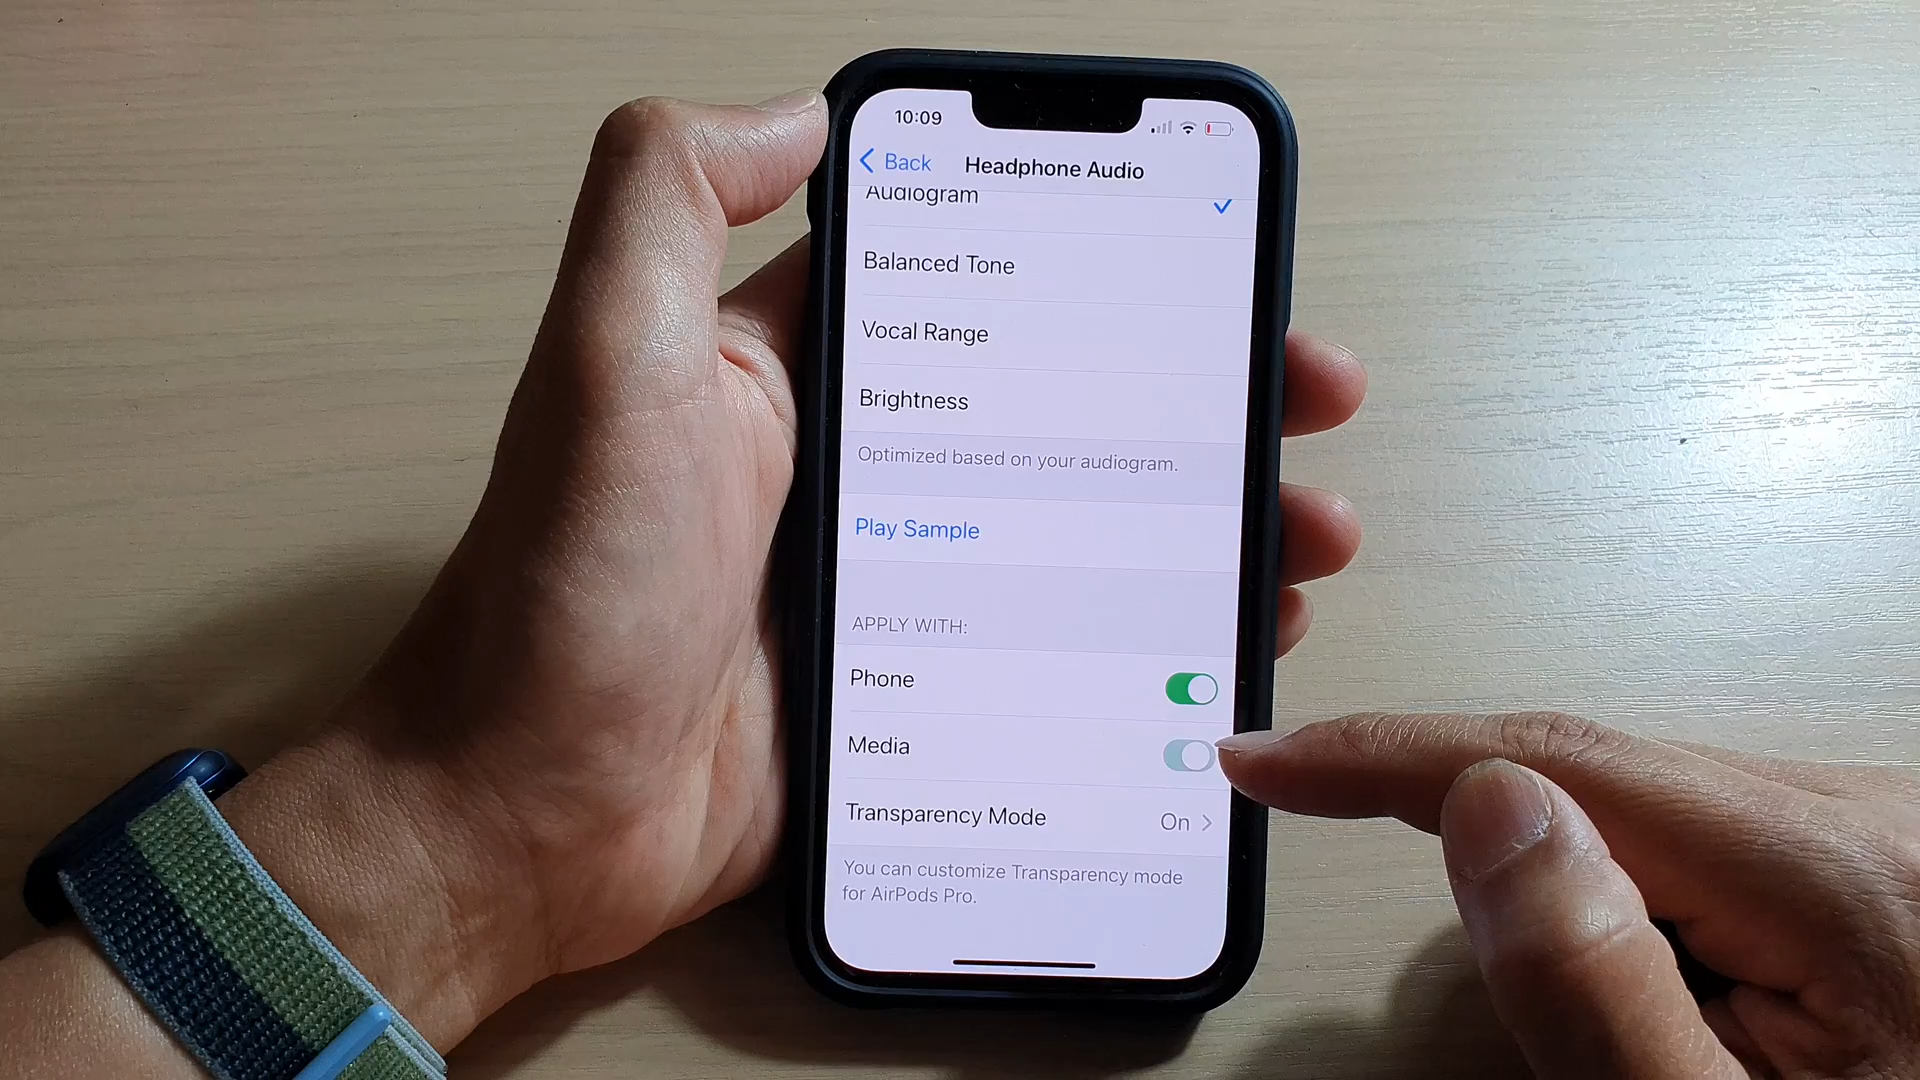 10:09
Back Headphone Audio
Audiogram
Balanced Tone
Vocal Range
Brightness
Optimized based on your audiogram.
Play Sample
APPLY WITH:
Phone
Media
Transparency Mode On
You can customize Transparency mode
for AirPods Pro.